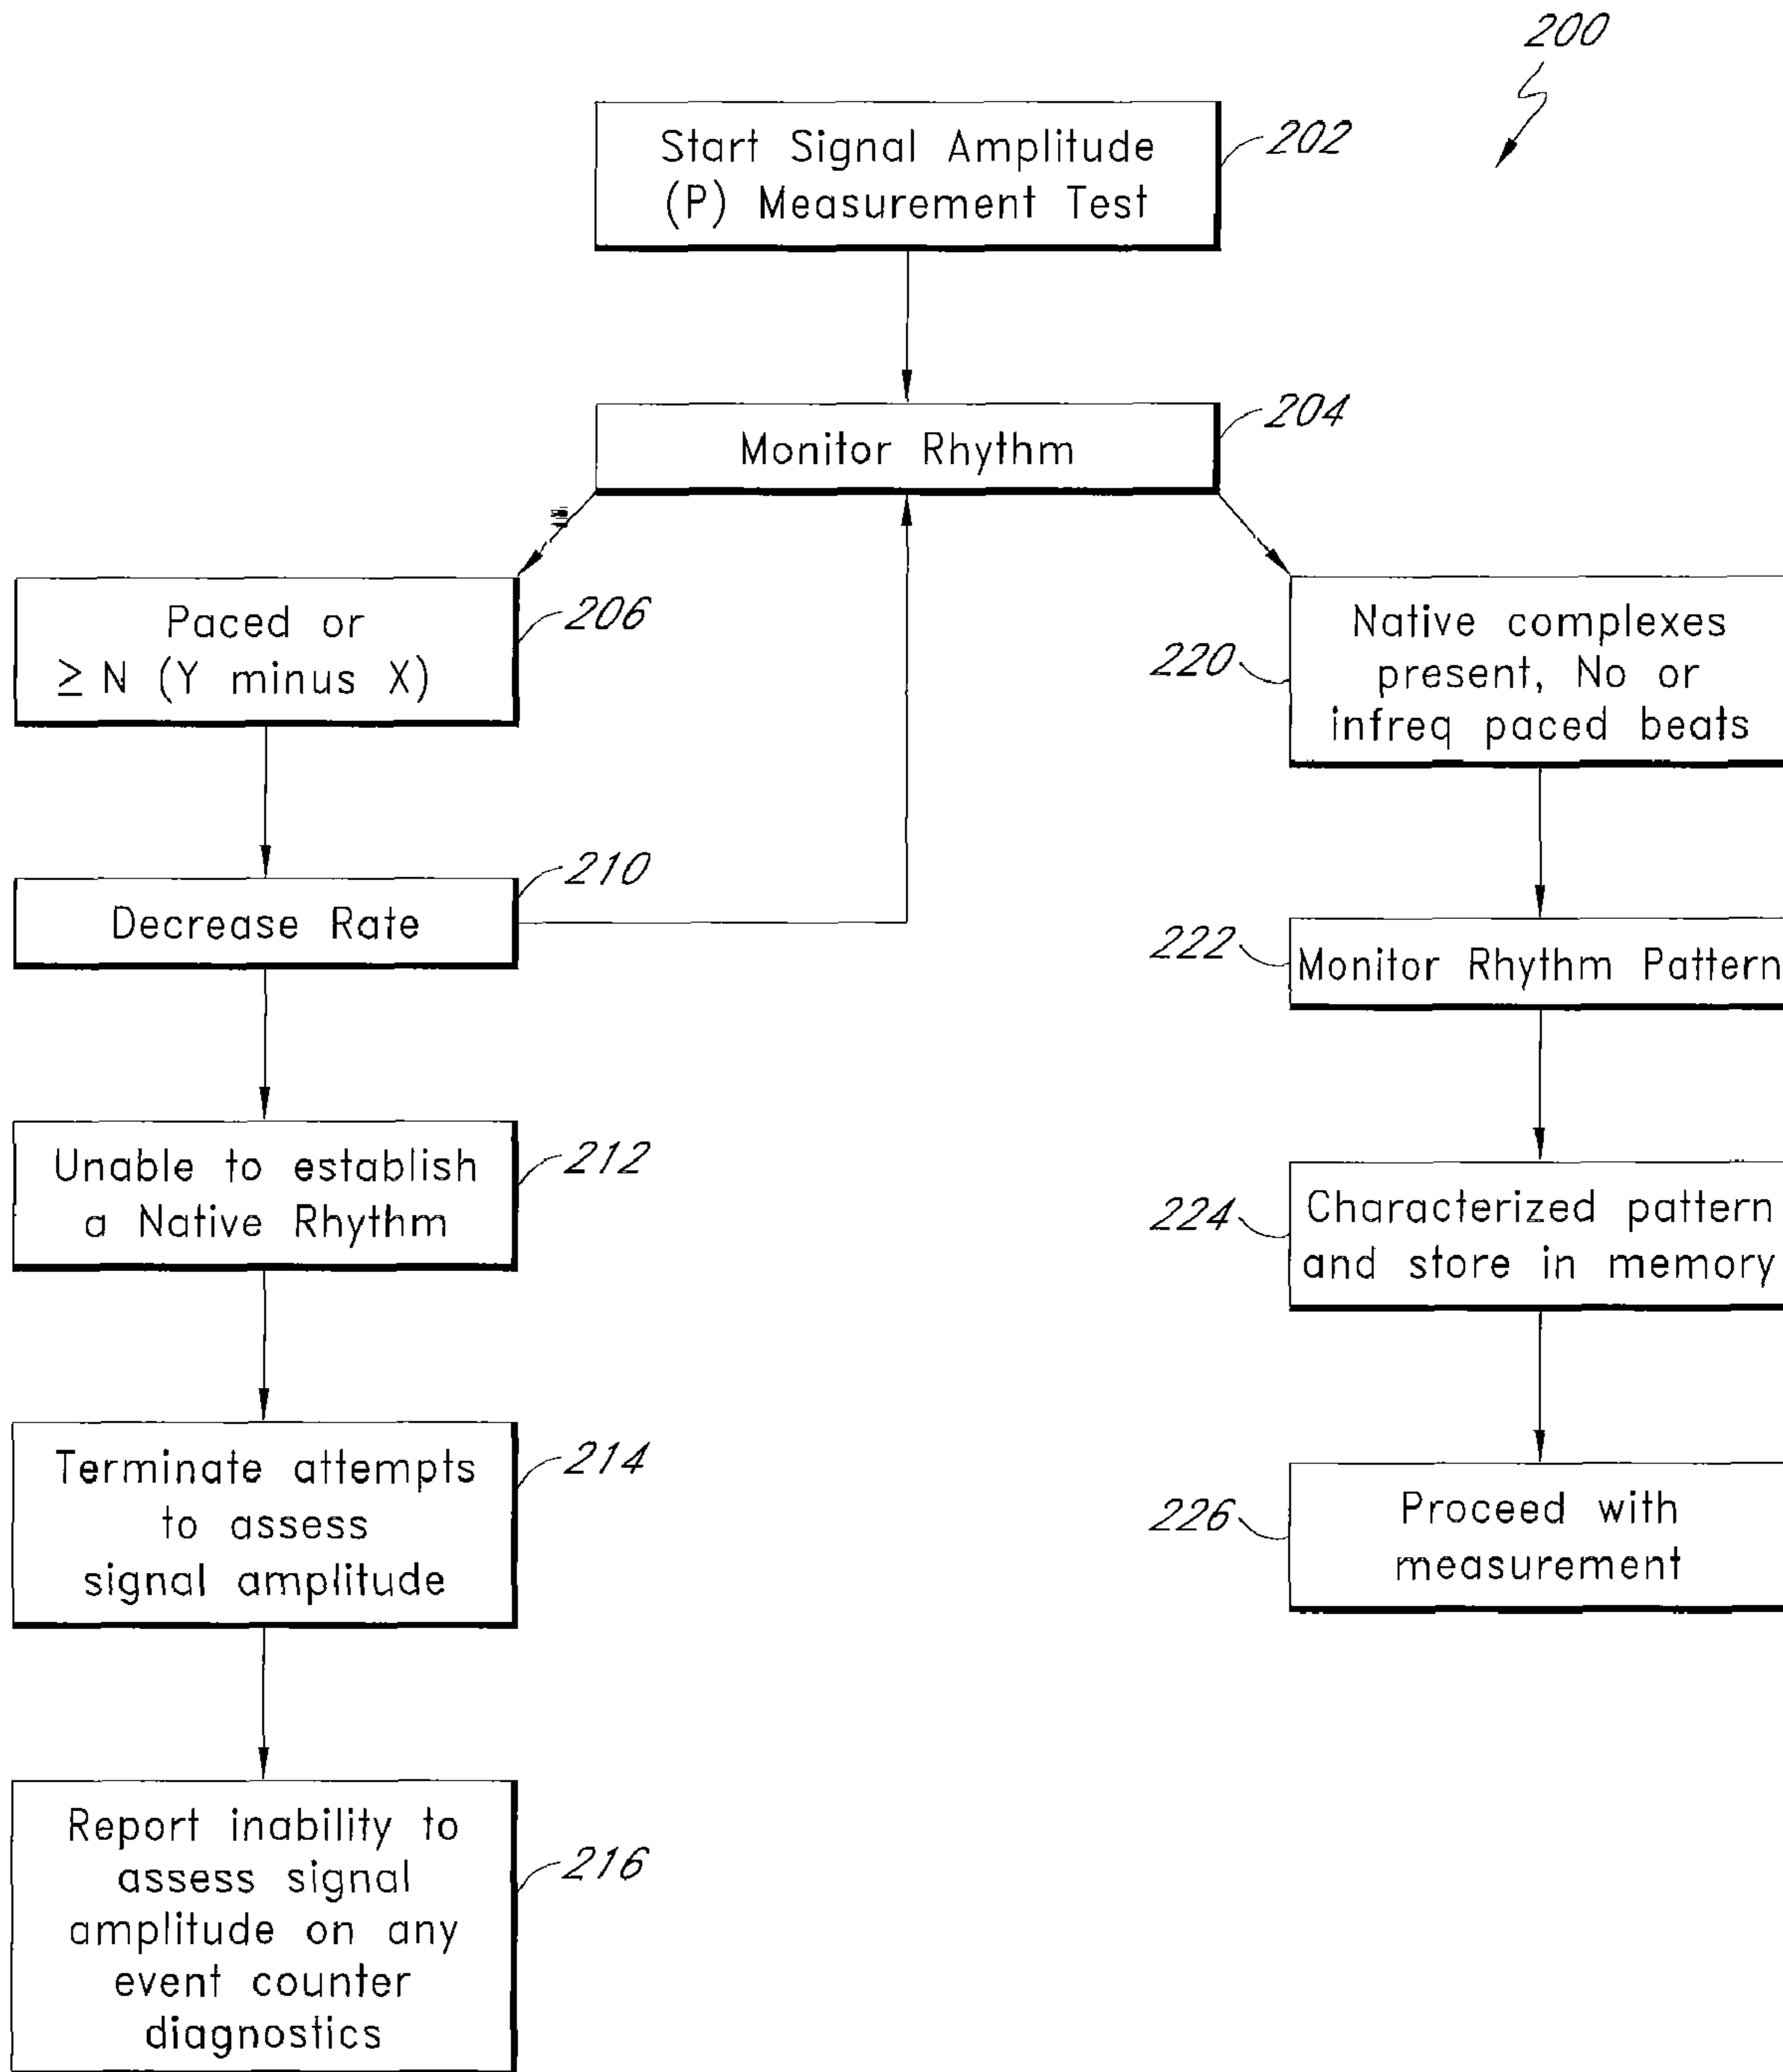 200
Start Signal Amplitude
(P) Measurement Test
202
Monitor Rhythm
204
Paced or
≥ N (Y minus X)
206
Decrease Rate
210
Unable to establish
a Native Rhythm
212
Terminate attempts
to assess
signal amplitude
214
Report inability to
assess signal
amplitude on any
event counter
diagnostics
216
Native complexes
present, No or
infreq paced beats
220
Monitor Rhythm Pattern
222
Characterized pattern
and store in memory
224
Proceed with
measurement
226